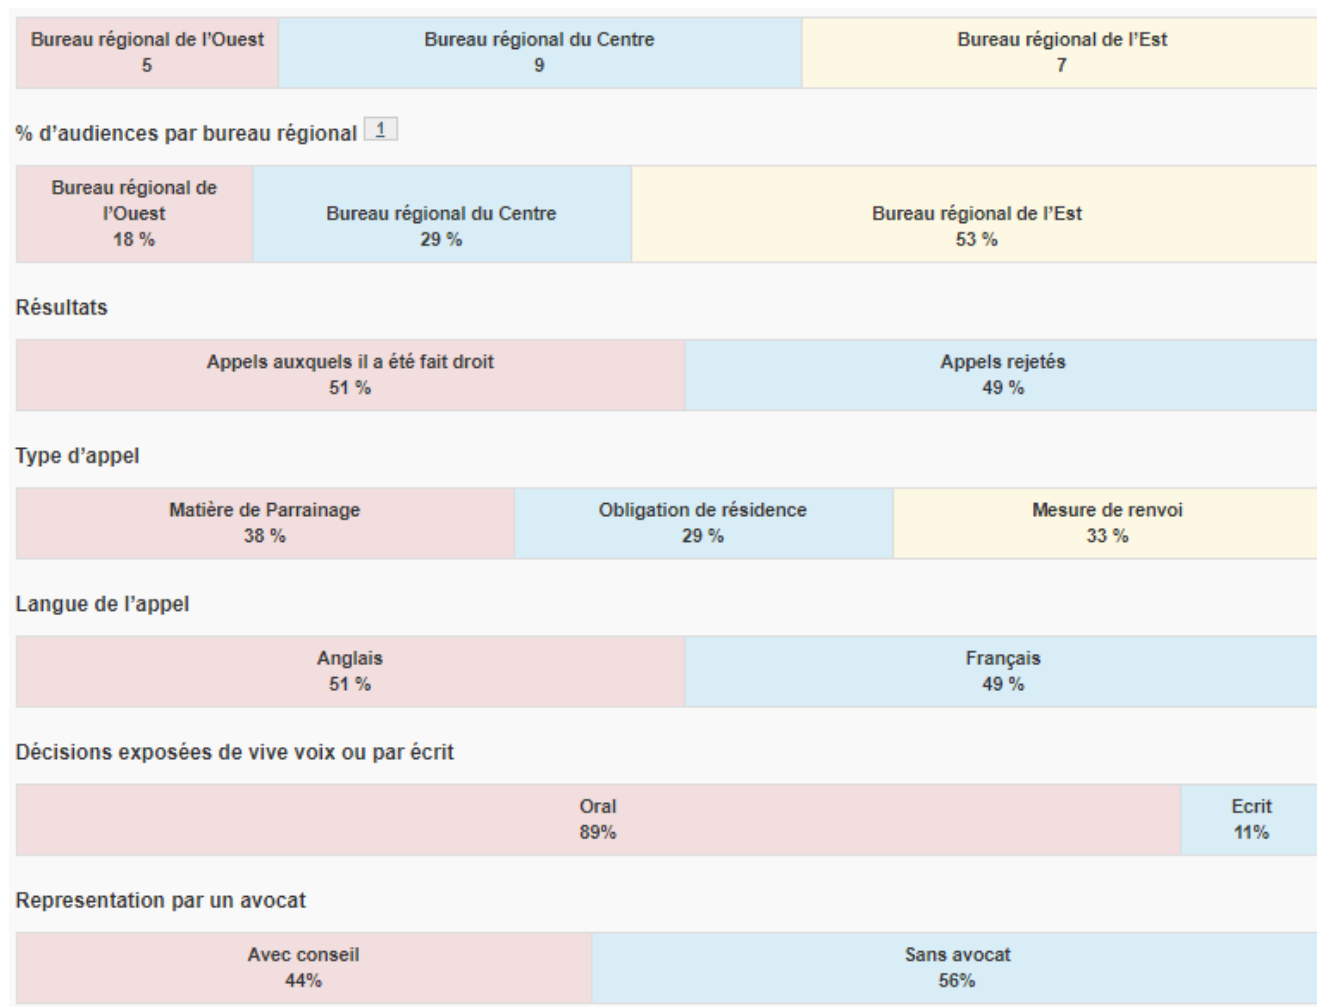 Bureau régional de l’Ouest
5
Bureau régional du Centre
9
Bureau régional de l’Est
7
% d’audiences par bureau régional 1
Bureau régional de
l’Ouest
18 %
Bureau régional du Centre
29 %
Bureau régional de l’Est
53 %
Résultats
Appels auxquels il a été fait droit
51 %
Appels rejetés
49 %
Type d’appel
Matière de Parrainage
38 %
Obligation de résidence
29 %
Mesure de renvoi
33 %
Langue de l’appel
Anglais
51 %
Français
49 %
Décisions exposées de vive voix ou par écrit
Oral
89%
Ecrit
11%
Representation par un avocat
Avec conseil
44%
Sans avocat
56%